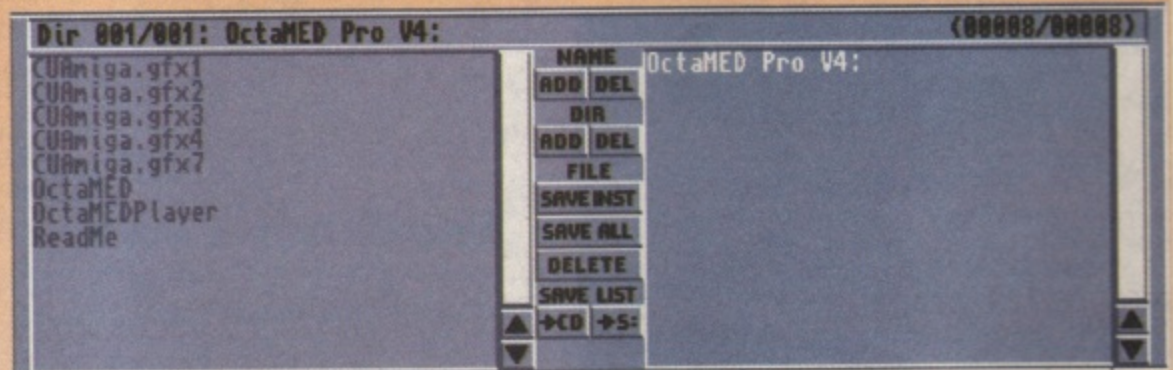 Dir 001/001: OctaMED Pro V4: (00008/00008)
CUAmiga.gfx1
CUAmiga.gfx2
CUAmiga.gfx3
CUAmiga.gfx4
CUAmiga.gfx7
OctaMED
OctaMEDPlayer
ReadMe
NAME
ADD DEL
DIR
ADD DEL
FILE
SAVE INST
SAVE ALL
DELETE
SAVE LIST
→CD →S:
OctaMED Pro V4: